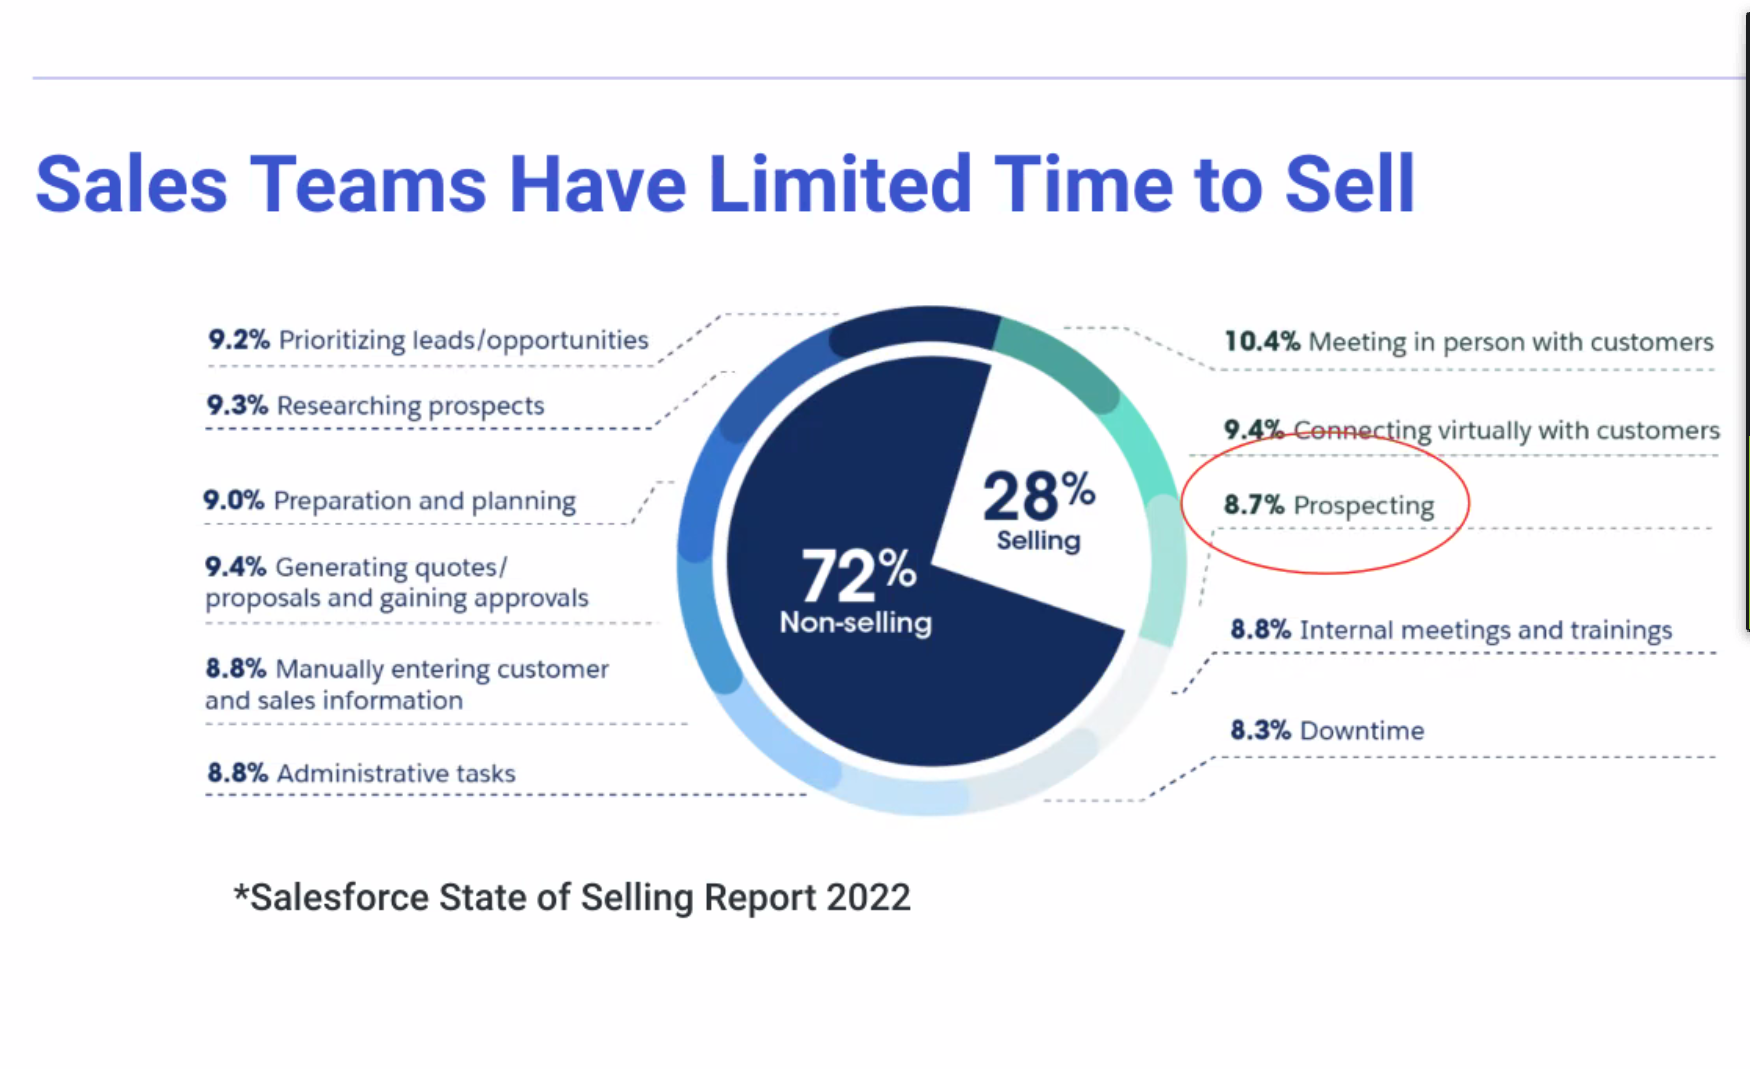 Sales Teams Have Limited Time to Sell
9.2% Prioritizing leads/opportunities
9.3% Researching prospects
9.0% Preparation and planning
9.4% Generating quotes/
proposals and gaining approvals
8.8% Manually entering customer
and sales information
8.8% Administrative tasks
28%
Selling
72%
Non-selling
10.4% Meeting in person with customers
9.4% Connecting virtually with customers
8.7% Prospecting
8.8% Internal meetings and trainings
8.3% Downtime
*Salesforce State of Selling Report 2022